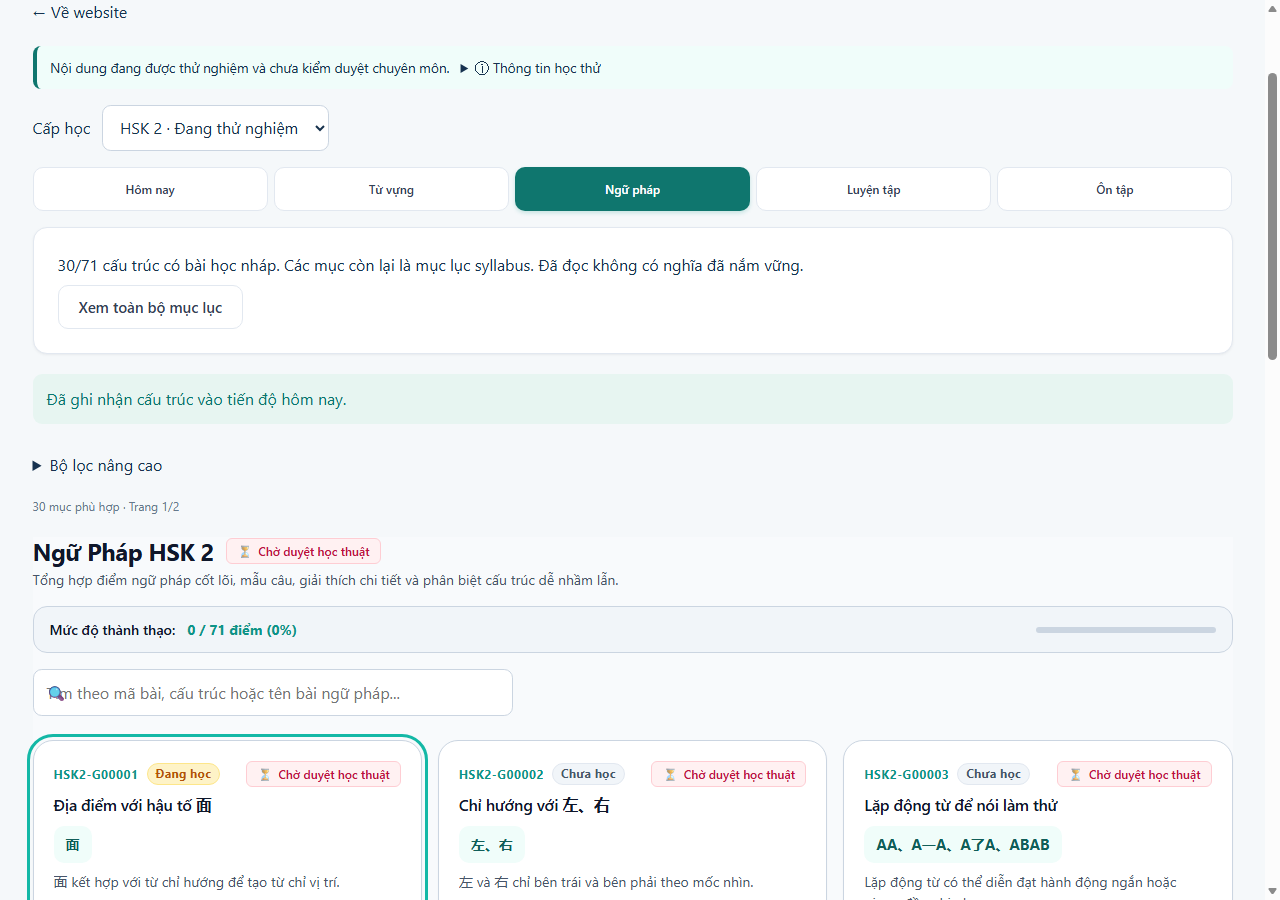 ← Về website
Nội dung đang được thử nghiệm và chưa kiểm duyệt chuyên môn. ▶ ⓘ Thông tin học thử
Cấp học HSK 2 · Đang thử nghiệm
Hôm nay Từ vựng Ngữ pháp Luyện tập Ôn tập
30/71 cấu trúc có bài học nháp. Các mục còn lại là mục lục syllabus. Đã đọc không có nghĩa đã nắm vững.
Xem toàn bộ mục lục
Đã ghi nhận cấu trúc vào tiến độ hôm nay.
▶ Bộ lọc nâng cao
30 mục phù hợp · Trang 1/2
Ngữ Pháp HSK 2 ⏳ Chờ duyệt học thuật
Tổng hợp điểm ngữ pháp cốt lõi, mẫu câu, giải thích chi tiết và phân biệt cấu trúc dễ nhầm lẫn.
Mức độ thành thạo: 0 / 71 điểm (0%)
theo mã bài, cấu trúc hoặc tên bài ngữ pháp...
HSK2-G00001 Đang học ⏳ Chờ duyệt học thuật
Địa điểm với hậu tố 面
面
面 kết hợp với từ chỉ hướng để tạo từ chỉ vị trí.
HSK2-G00002 Chưa học ⏳ Chờ duyệt học thuật
Chỉ hướng với 左、右
左、右
左 và 右 chỉ bên trái và bên phải theo mốc nhìn.
HSK2-G00003 Chưa học ⏳ Chờ duyệt học thuật
Lặp động từ để nói làm thử
AA、A一A、A了A、ABAB
Lặp động từ có thể diễn đạt hành động ngắn hoặc